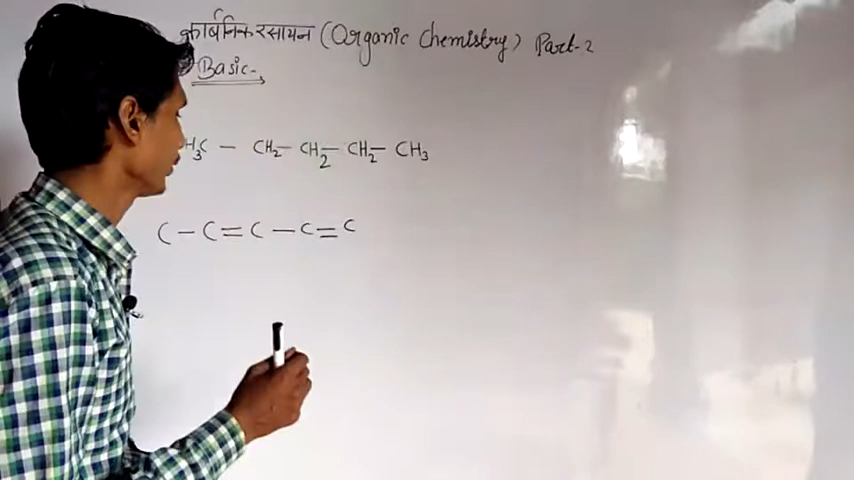 कार्बनिक रसायन (Organic Chemistry) Part-2
Basic-
H₃C — CH₂ — CH₂ — CH₂ — CH₃
C — C = C — C = C